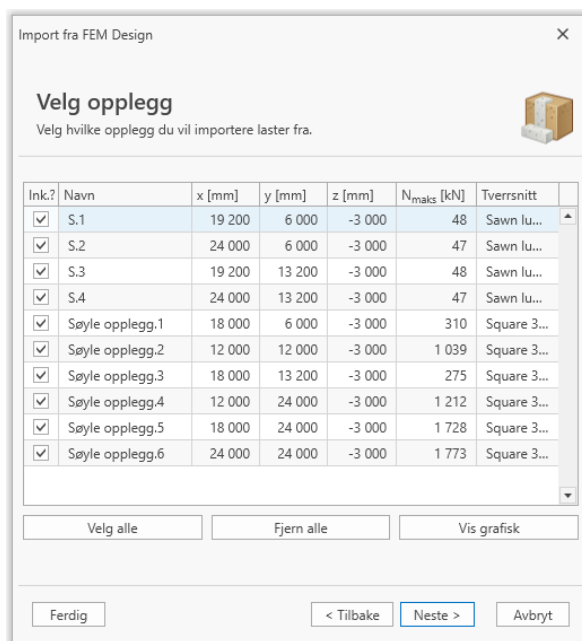 Import fra FEM Design
Velg opplegg
Velg hvilke opplegg du vil importere laster fra.
Ink.? Navn x [mm] y [mm] z [mm] Nmaks [kN] Tverrsnitt
S.1 19 200 6 000 -3 000 48 Sawn lu...
S.2 24 000 6 000 -3 000 47 Sawn lu...
S.3 19 200 13 200 -3 000 48 Sawn lu...
S.4 24 000 13 200 -3 000 47 Sawn lu...
Søyle opplegg.1 18 000 6 000 -3 000 310 Square 3...
Søyle opplegg.2 12 000 12 000 -3 000 1 039 Square 3...
Søyle opplegg.3 18 000 13 200 -3 000 275 Square 3...
Søyle opplegg.4 12 000 24 000 -3 000 1 212 Square 3...
Søyle opplegg.5 18 000 24 000 -3 000 1 728 Square 3...
Søyle opplegg.6 24 000 24 000 -3 000 1 773 Square 3...
Velg alle Fjern alle Vis grafisk
Ferdig < Tilbake Neste > Avbryt